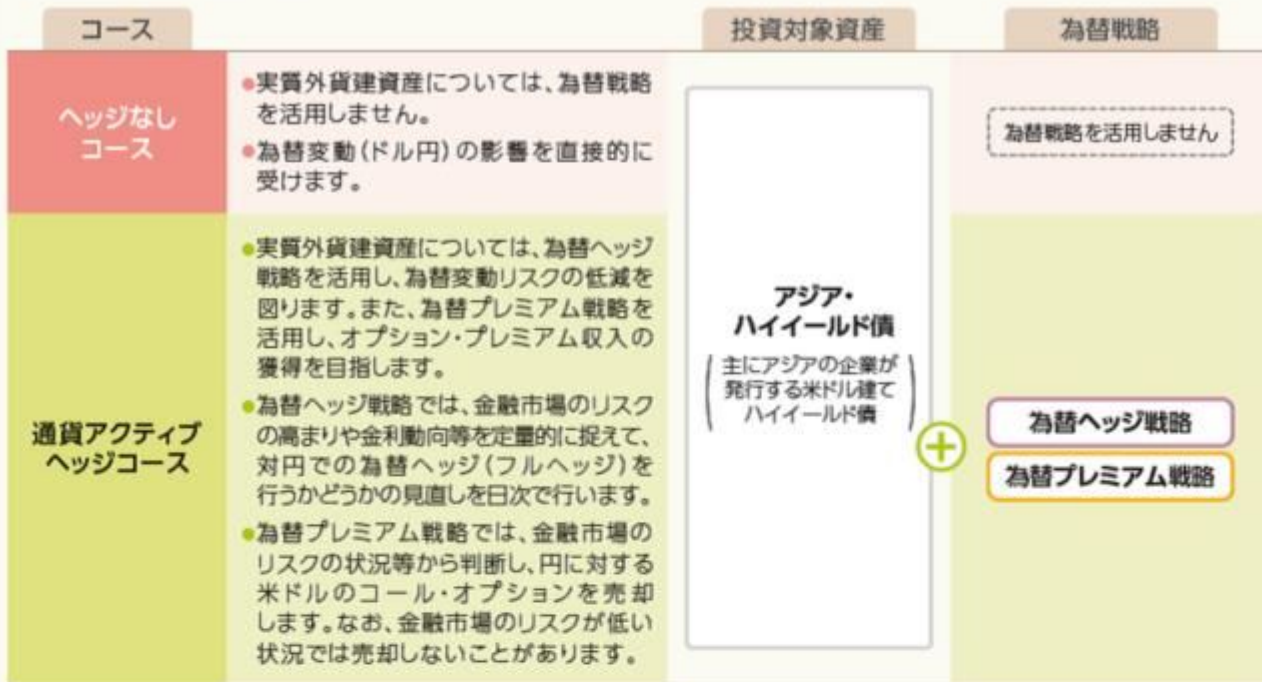 コース
投資対象資産
為替戦略
ヘッジなし
コース
●実質外貨建資産については、為替戦略
を活用しません。
●為替変動(ドル円)の影響を直接的に
受けます。
為替戦略を活用しません
通貨アクティブ
ヘッジコース
●実質外貨建資産については、為替ヘッジ
戦略を活用し、為替変動リスクの低減を
図ります。また、為替プレミアム戦略を
活用し、オプション・プレミアム収入の
獲得を目指します。
●為替ヘッジ戦略では、金融市場のリスク
の高まりや金利動向等を定量的に捉えて、
対円での為替ヘッジ(フルヘッジ)を
行うかどうかの見直しを日次で行います。
●為替プレミアム戦略では、金融市場の
リスクの状況等から判断し、円に対する
米ドルのコール・オプションを売却
します。なお、金融市場のリスクが低い
状況では売却しないことがあります。
アジア・
ハイイールド債
(主にアジアの企業が
発行する米ドル建て
ハイイールド債)
+
為替ヘッジ戦略
為替プレミアム戦略